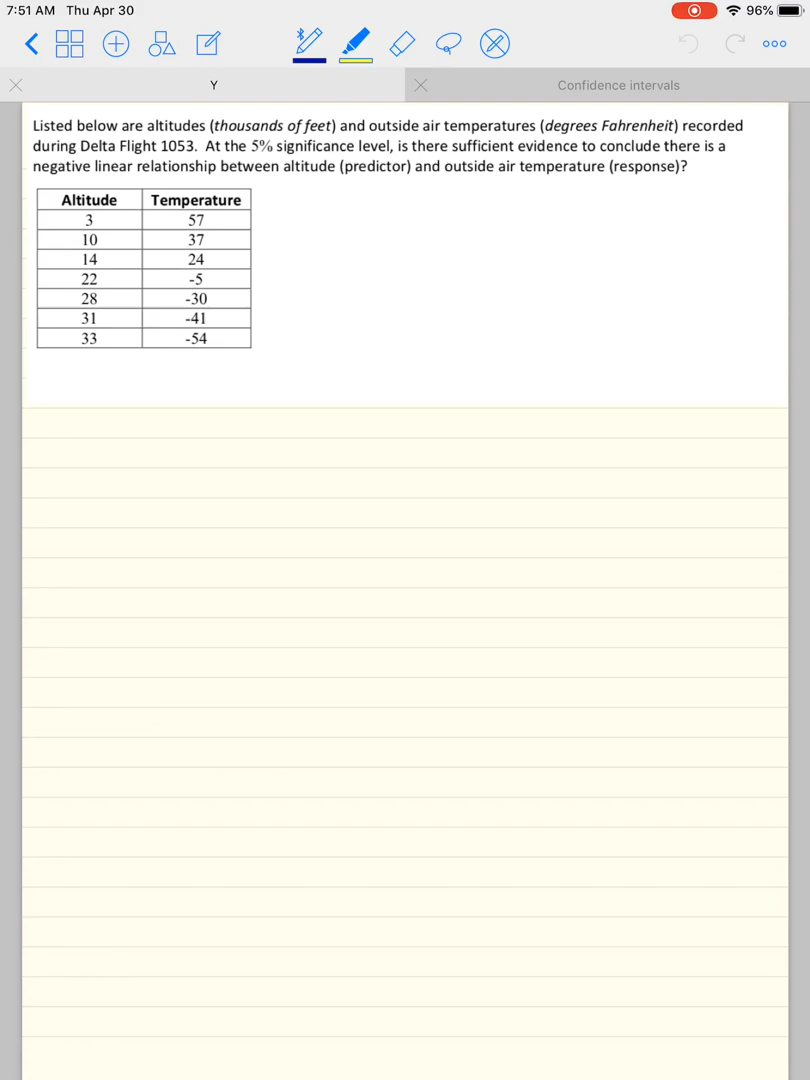 7:51 AM Thu Apr 30
96%
Y
Confidence intervals
Listed below are altitudes (thousands of feet) and outside air temperatures (degrees Fahrenheit) recorded
during Delta Flight 1053. At the 5% significance level, is there sufficient evidence to conclude there is a
negative linear relationship between altitude (predictor) and outside air temperature (response)?
Altitude Temperature
3 57
10 37
14 24
22 -5
28 -30
31 -41
33 -54